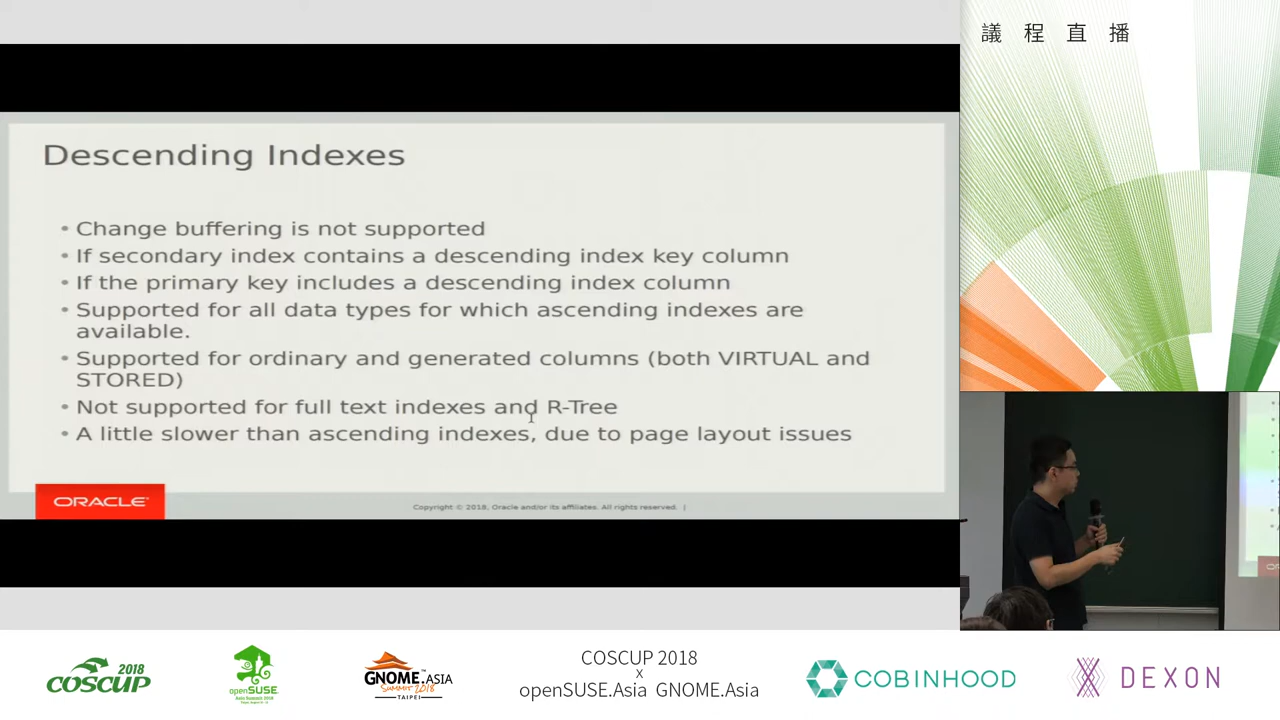 議 程 直 播
Descending Indexes
• Change buffering is not supported
• If secondary index contains a descending index key column
• If the primary key includes a descending index column
• Supported for all data types for which ascending indexes are
available.
• Supported for ordinary and generated columns (both VIRTUAL and
STORED)
• Not supported for full text indexes and R-Tree
• A little slower than ascending indexes, due to page layout issues
ORACLE
Copyright © 2018, Oracle and/or its affiliates. All rights reserved. |
2018
COSCUP
openSUSE
Asia Summit 2018
GNOME.ASIA
Summit 2018
TAIPEI
COSCUP 2018
x
openSUSE.Asia GNOME.Asia
COBINHOOD
DEXON